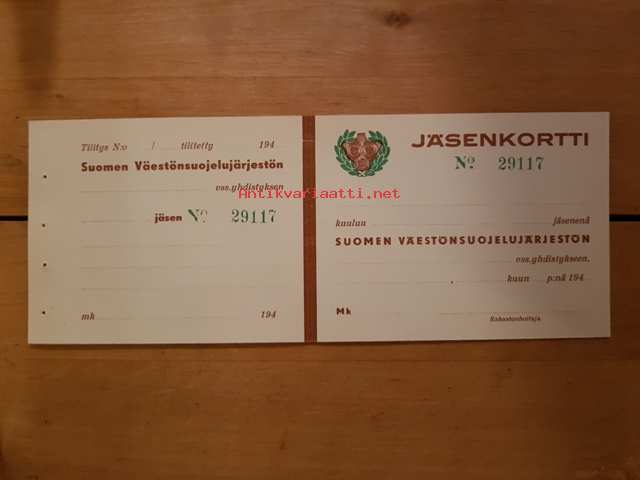 Tilitys N:o / tilitetty 194
Suomen Väestönsuojelujärjestön
vss.yhdistyksen
jäsen No 29117
mk 194
JÄSENKORTTI
No 29117
Antikvariaatti.net
kuuluu jäsenenä
SUOMEN VÄESTÖNSUOJELUJÄRJESTÖN
vss.yhdistykseen.
kuun p:nä 194
Mk
Rahastonhoitaja